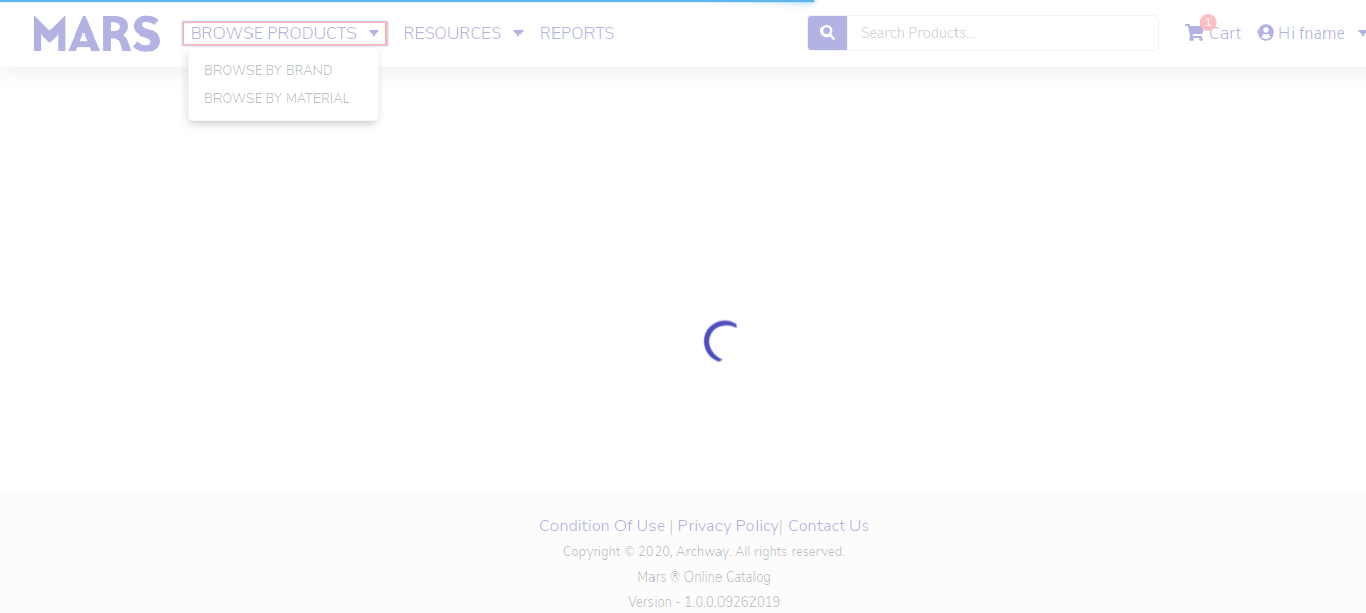 MARS BROWSE PRODUCTS RESOURCES REPORTS Search Products... 1 Cart Hi fname
BROWSE BY BRAND
BROWSE BY MATERIAL
Condition Of Use | Privacy Policy| Contact Us
Copyright © 2020, Archway. All rights reserved.
Mars ® Online Catalog
Version - 1.0.0.09262019